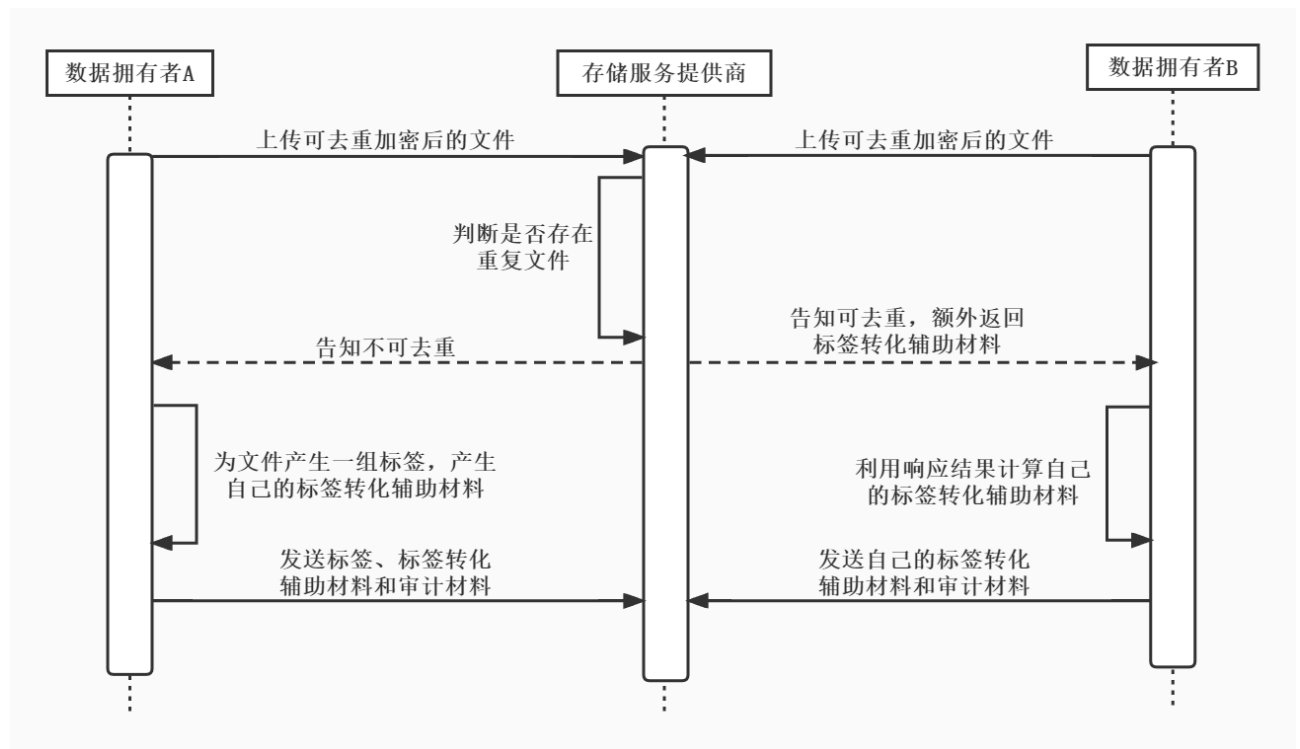 数据拥有者A
存储服务提供商
数据拥有者B
上传可去重加密后的文件
上传可去重加密后的文件
判断是否存在
重复文件
告知不可去重
告知可去重，额外返回
标签转化辅助材料
为文件产生一组标签，产生
自己的标签转化辅助材料
利用响应结果计算自己
的标签转化辅助材料
发送标签、标签转化
辅助材料和审计材料
发送自己的标签转化
辅助材料和审计材料